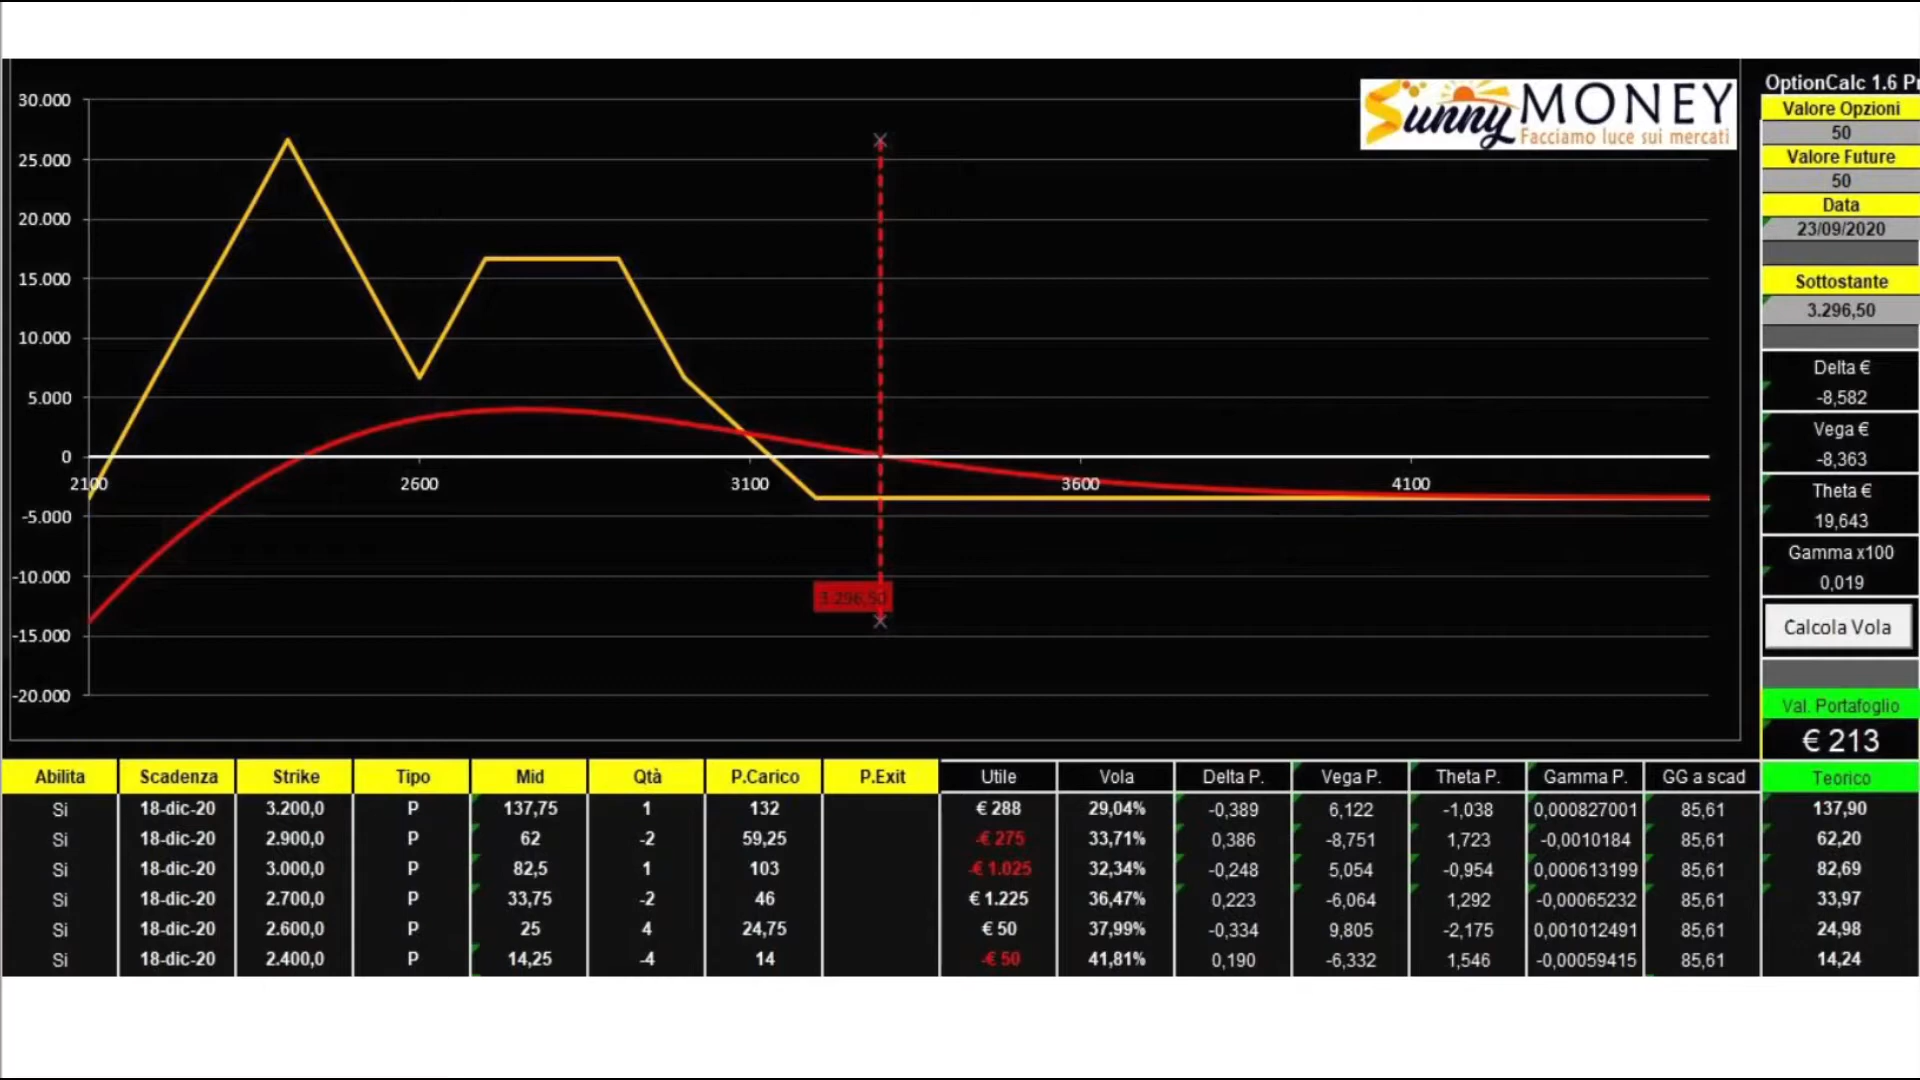 OptionCalc 1.6 Pr
Sunny MONEY
Facciamo luce sui mercati
Valore Opzioni
50
Valore Future
50
Data
23/09/2020
Sottostante
3.296,50
Delta €
-8,582
Vega €
-8,363
Theta €
19,643
Gamma x100
0,019
Calcola Vola
Val. Portafoglio
€ 213
30.000
25.000
20.000
15.000
10.000
5.000
0
-5.000
-10.000
-15.000
-20.000
2100 2600 3100 3600 4100
3.296,50
Abilita Scadenza Strike Tipo Mid Qtà P.Carico P.Exit Utile Vola Delta P. Vega P. Theta P. Gamma P. GG a scad Teorico
Si 18-dic-20 3.200,0 P 137,75 1 132 € 288 29,04% -0,389 6,122 -1,038 0,000827001 85,61 137,90
Si 18-dic-20 2.900,0 P 62 -2 59,25 -€ 275 33,71% 0,386 -8,751 1,723 -0,0010184 85,61 62,20
Si 18-dic-20 3.000,0 P 82,5 1 103 -€ 1.025 32,34% -0,248 5,054 -0,954 0,000613199 85,61 82,69
Si 18-dic-20 2.700,0 P 33,75 -2 46 € 1.225 36,47% 0,223 -6,064 1,292 -0,00065232 85,61 33,97
Si 18-dic-20 2.600,0 P 25 4 24,75 € 50 37,99% -0,334 9,805 -2,175 0,001012491 85,61 24,98
Si 18-dic-20 2.400,0 P 14,25 -4 14 -€ 50 41,81% 0,190 -6,332 1,546 -0,00059415 85,61 14,24